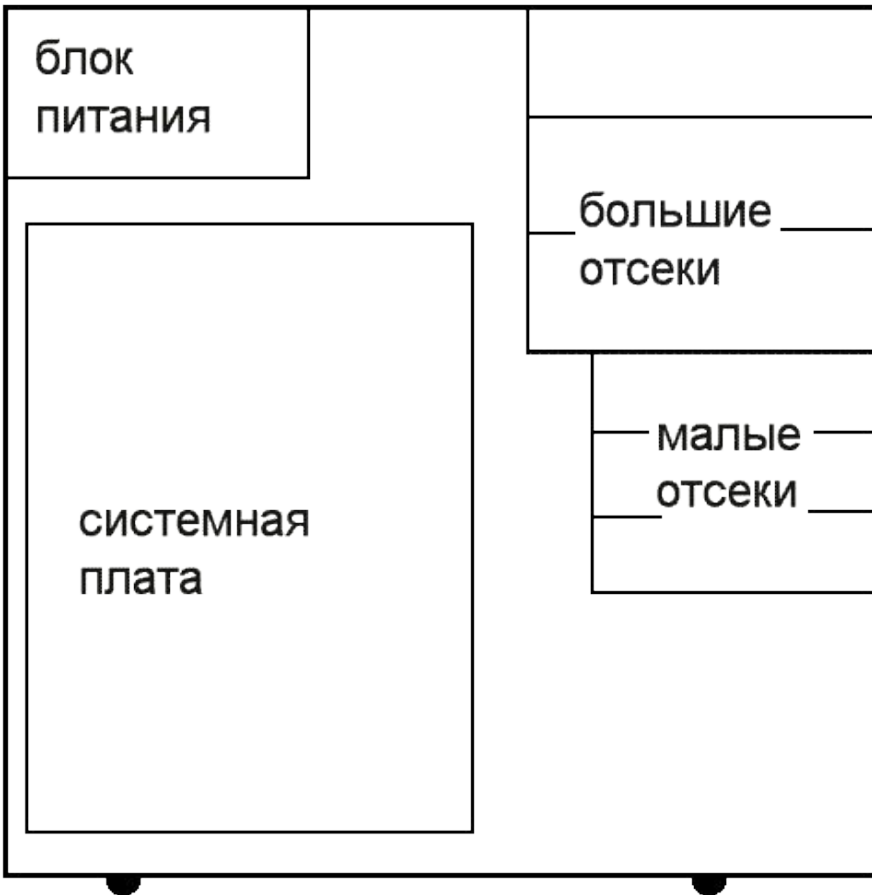 блок
питания
большие
отсеки
малые
отсеки
системная
плата